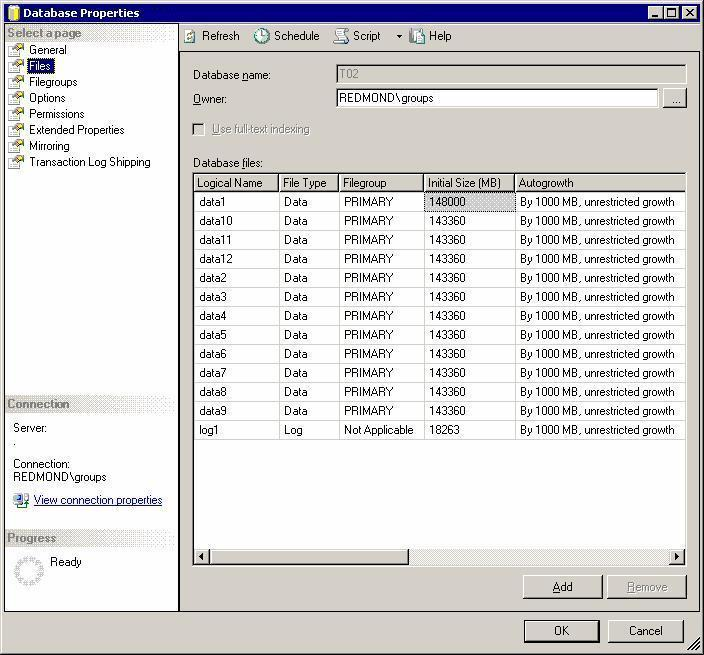 Database Properties
Select a page
General
Files
Filegroups
Options
Permissions
Extended Properties
Mirroring
Transaction Log Shipping
Connection
Server:
.
Connection:
REDMOND\groups
View connection properties
Progress
Ready
Refresh Schedule Script Help
Database name: T02
Owner: REDMOND\groups ...
Use full-text indexing
Database files:
Logical Name File Type Filegroup Initial Size (MB) Autogrowth
data1 Data PRIMARY 148000 By 1000 MB, unrestricted growth
data10 Data PRIMARY 143360 By 1000 MB, unrestricted growth
data11 Data PRIMARY 143360 By 1000 MB, unrestricted growth
data12 Data PRIMARY 143360 By 1000 MB, unrestricted growth
data2 Data PRIMARY 143360 By 1000 MB, unrestricted growth
data3 Data PRIMARY 143360 By 1000 MB, unrestricted growth
data4 Data PRIMARY 143360 By 1000 MB, unrestricted growth
data5 Data PRIMARY 143360 By 1000 MB, unrestricted growth
data6 Data PRIMARY 143360 By 1000 MB, unrestricted growth
data7 Data PRIMARY 143360 By 1000 MB, unrestricted growth
data8 Data PRIMARY 143360 By 1000 MB, unrestricted growth
data9 Data PRIMARY 143360 By 1000 MB, unrestricted growth
log1 Log Not Applicable 18263 By 1000 MB, unrestricted growth
Add Remove
OK Cancel